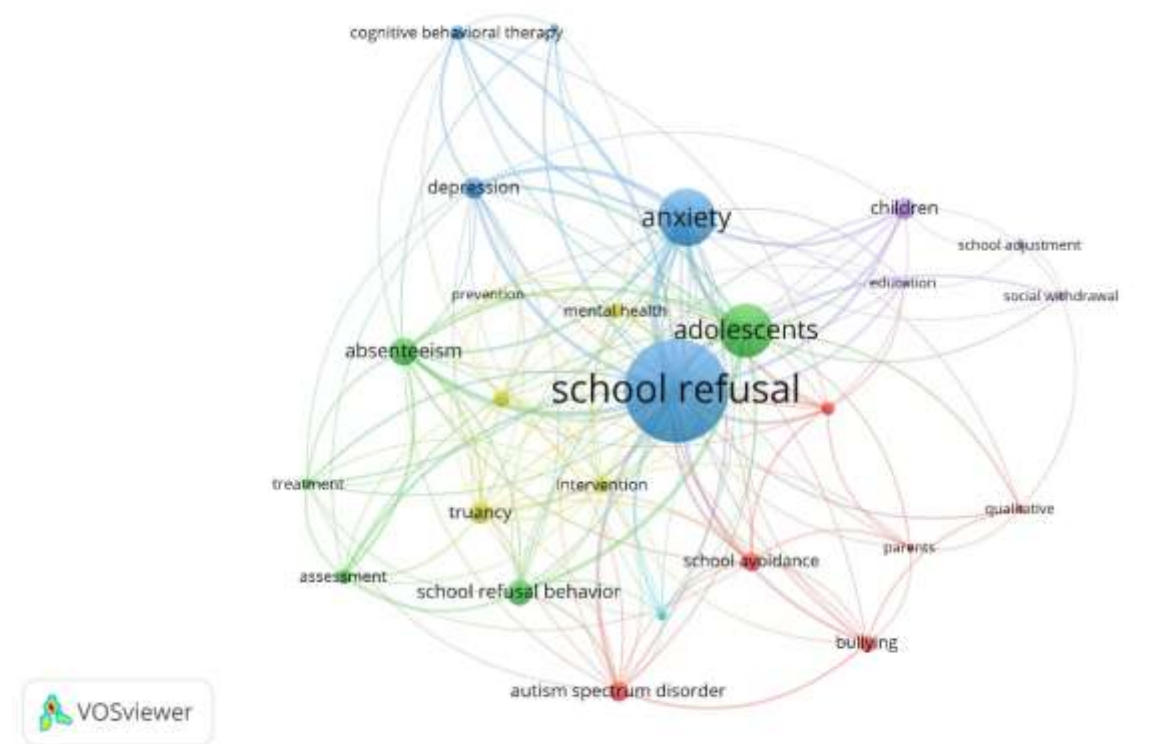 cognitive behavioral therapy
depression
anxiety
children
school adjustment
education
social withdrawal
prevention
mental health
adolescents
absenteeism
school refusal
treatment
intervention
truancy
qualitative
parents
school avoidance
assessment
school refusal behavior
bullying
autism spectrum disorder
VOSviewer